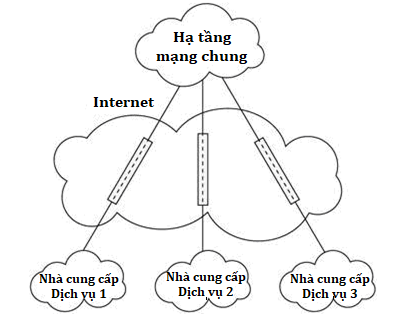 Hạ tầng
mạng chung
Internet
Nhà cung cấp
Dịch vụ 1
Nhà cung cấp
Dịch vụ 2
Nhà cung cấp
Dịch vụ 3